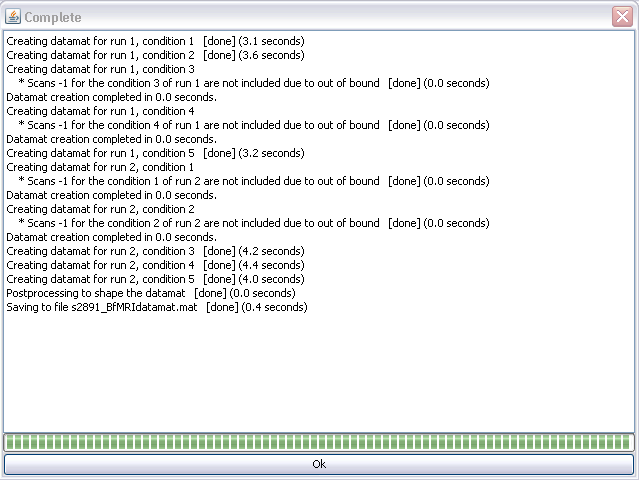 Complete
Creating datamat for run 1, condition 1 [done] (3.1 seconds)
Creating datamat for run 1, condition 2 [done] (3.6 seconds)
Creating datamat for run 1, condition 3
* Scans -1 for the condition 3 of run 1 are not included due to out of bound [done] (0.0 seconds)
Datamat creation completed in 0.0 seconds.
Creating datamat for run 1, condition 4
* Scans -1 for the condition 4 of run 1 are not included due to out of bound [done] (0.0 seconds)
Datamat creation completed in 0.0 seconds.
Creating datamat for run 1, condition 5 [done] (3.2 seconds)
Creating datamat for run 2, condition 1
* Scans -1 for the condition 1 of run 2 are not included due to out of bound [done] (0.0 seconds)
Datamat creation completed in 0.0 seconds.
Creating datamat for run 2, condition 2
* Scans -1 for the condition 2 of run 2 are not included due to out of bound [done] (0.0 seconds)
Datamat creation completed in 0.0 seconds.
Creating datamat for run 2, condition 3 [done] (4.2 seconds)
Creating datamat for run 2, condition 4 [done] (4.4 seconds)
Creating datamat for run 2, condition 5 [done] (4.0 seconds)
Postprocessing to shape the datamat [done] (0.0 seconds)
Saving to file s2891_BfMRIdatamat.mat [done] (0.4 seconds)
Ok